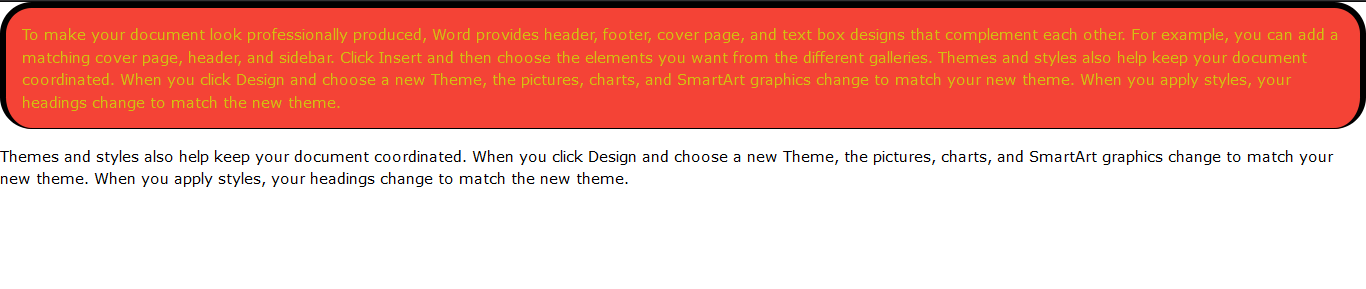 To make your document look professionally produced, Word provides header, footer, cover page, and text box designs that complement each other. For example, you can add a
matching cover page, header, and sidebar. Click Insert and then choose the elements you want from the different galleries. Themes and styles also help keep your document
coordinated. When you click Design and choose a new Theme, the pictures, charts, and SmartArt graphics change to match your new theme. When you apply styles, your
headings change to match the new theme.
Themes and styles also help keep your document coordinated. When you click Design and choose a new Theme, the pictures, charts, and SmartArt graphics change to match your
new theme. When you apply styles, your headings change to match the new theme.